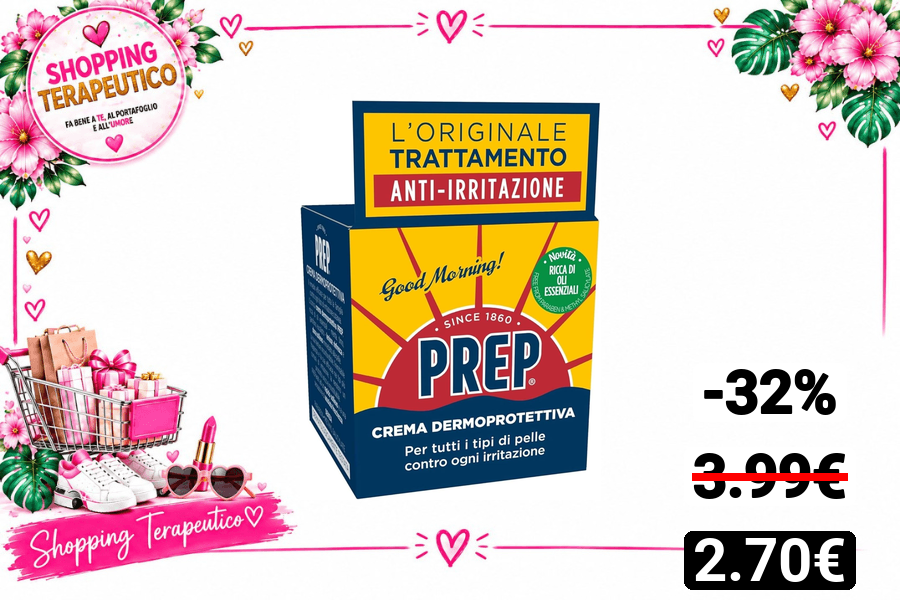 SHOPPING
TERAPEUTICO
FA BENE A TE, AL PORTAFOGLIO
E ALL'UMORE
L'ORIGINALE
TRATTAMENTO
ANTI-IRRITAZIONE
PREP
CREMA DERMOPROTETTIVA
Good Morning!
Novità
RICCA DI
OLI
ESSENZIALI
SINCE 1860
PREP®
CREMA DERMOPROTETTIVA
Per tutti i tipi di pelle
contro ogni irritazione
-32%
3.99€
2.70€
Shopping Terapeutico